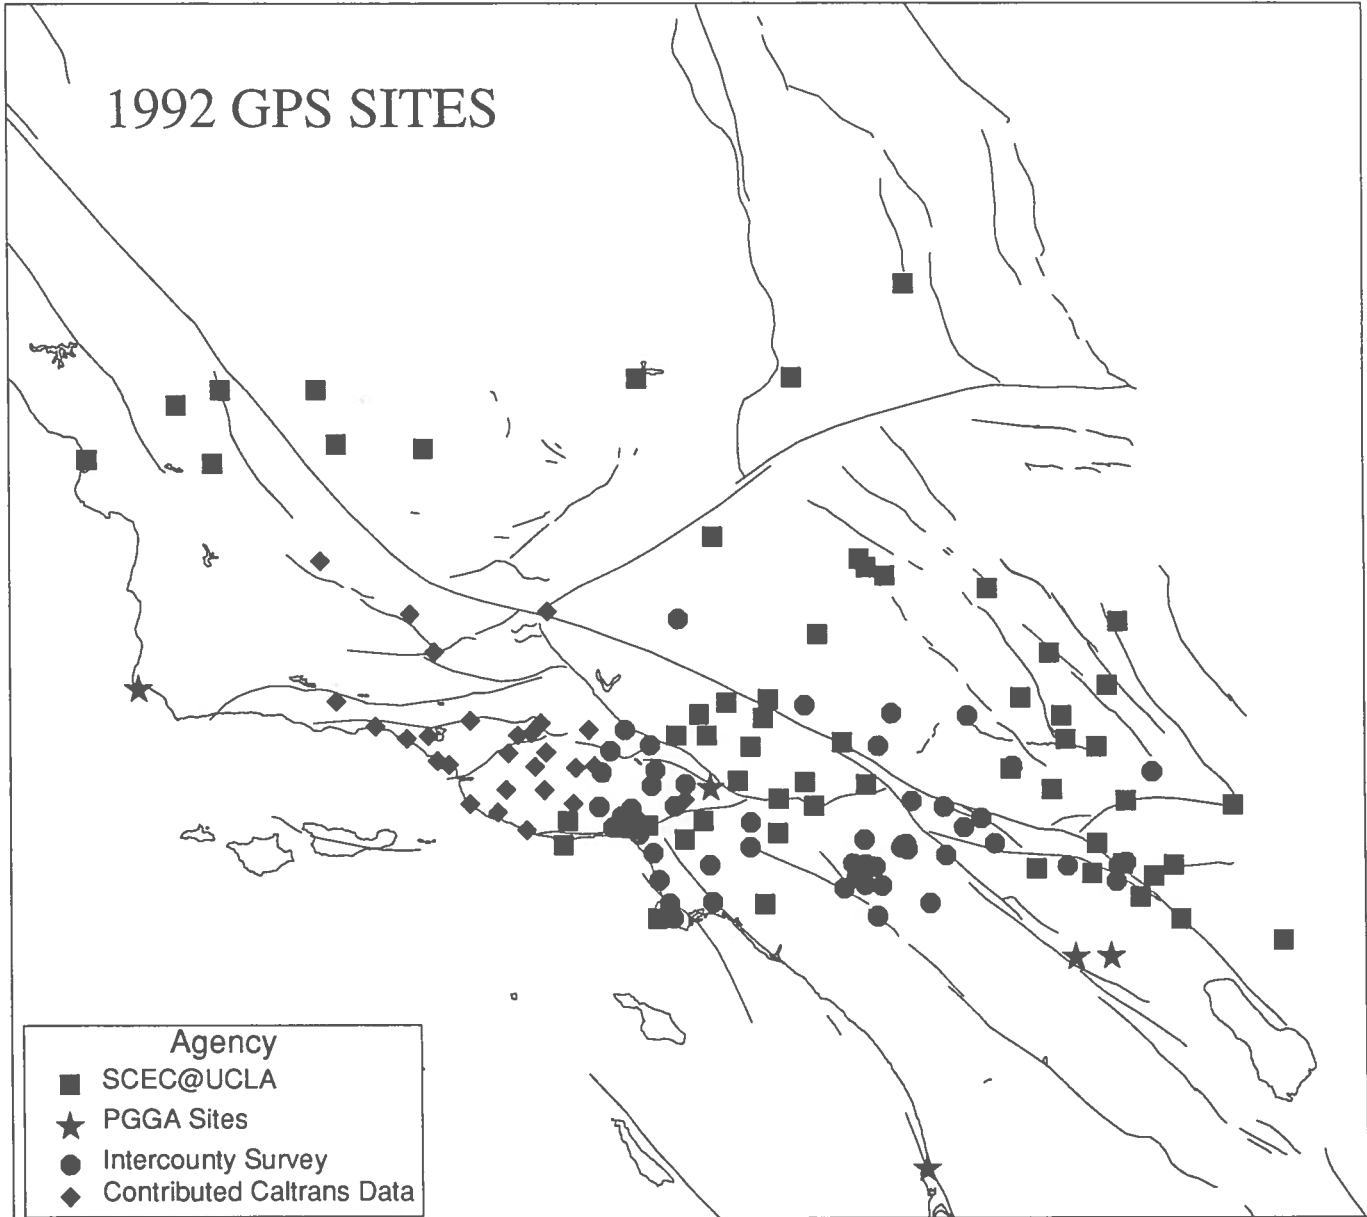 1992 GPS SITES
Agency
SCEC@UCLA
PGGA Sites
Intercounty Survey
Contributed Caltrans Data